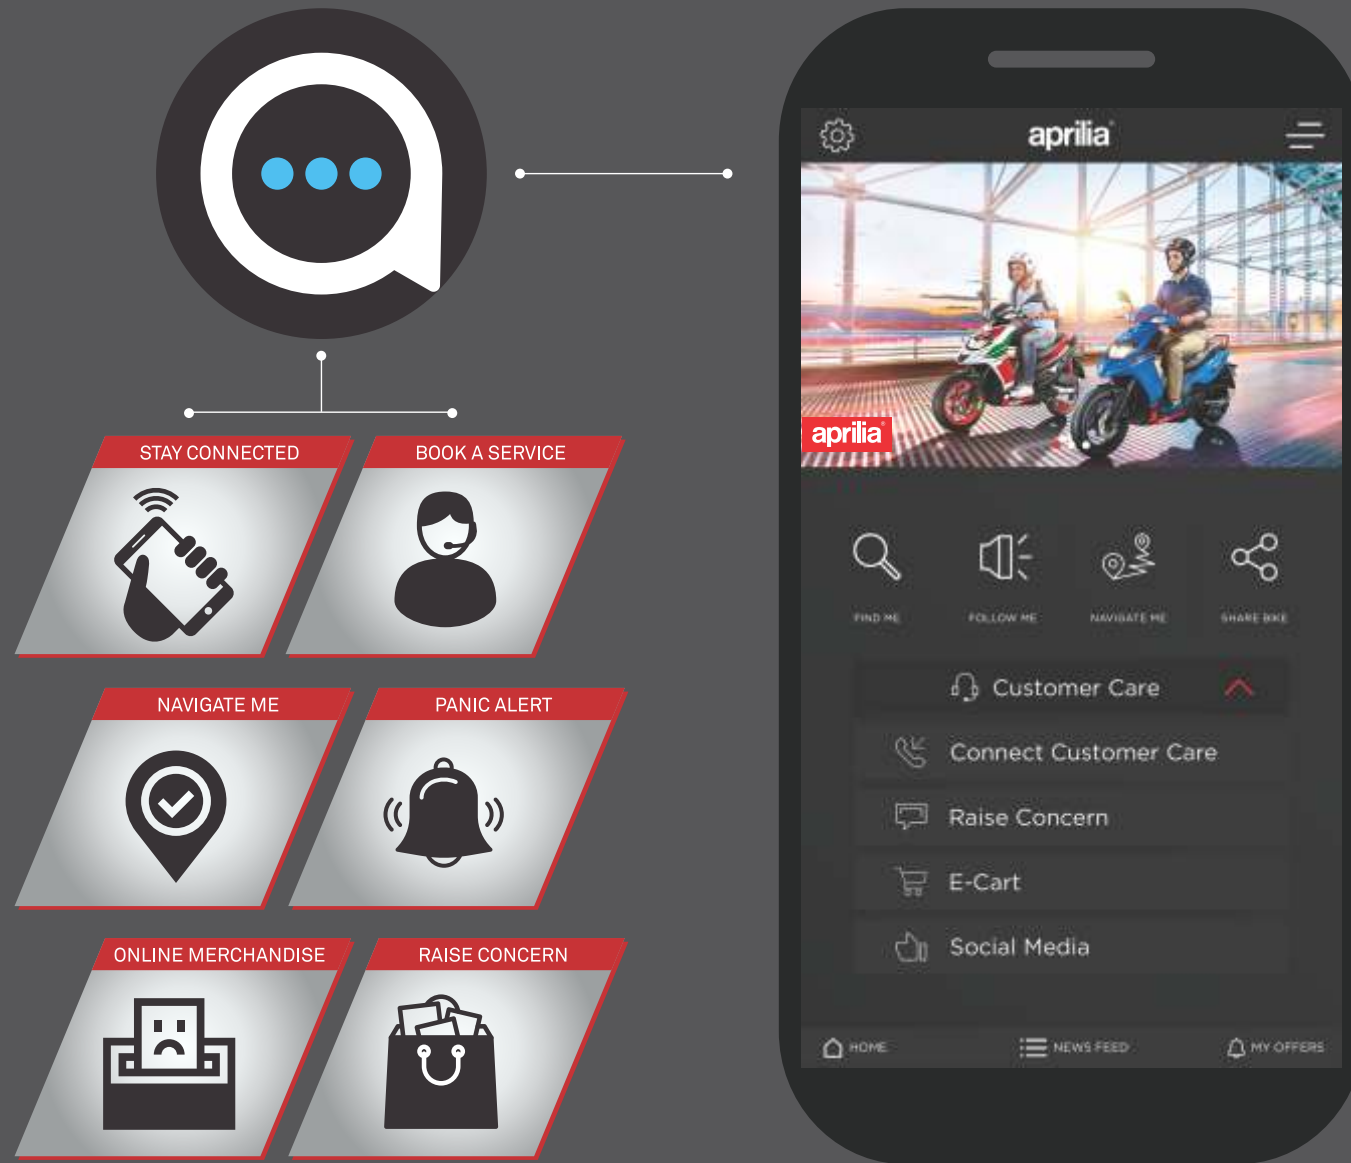 STAY CONNECTED
BOOK A SERVICE
NAVIGATE ME
PANIC ALERT
ONLINE MERCHANDISE
RAISE CONCERN
aprilia
aprilia
FIND ME
FOLLOW ME
NAVIGATE ME
SHARE BIKE
Customer Care
Connect Customer Care
Raise Concern
E-Cart
Social Media
HOME
NEWS FEED
MY OFFERS